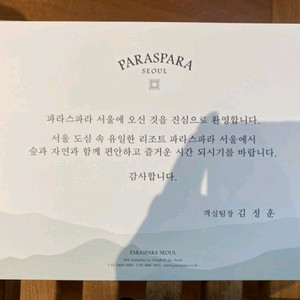 PARASPARA
SEOUL
파라스파라 서울에 오신 것을 진심으로 환영합니다.
서울 도심 속 유일한 리조트 파라스파라 서울에서
숲과 자연과 함께 편안하고 즐거운 시간 되시기를 바랍니다.
감사합니다.
객실팀장 김 정 훈
PARASPARA SEOUL